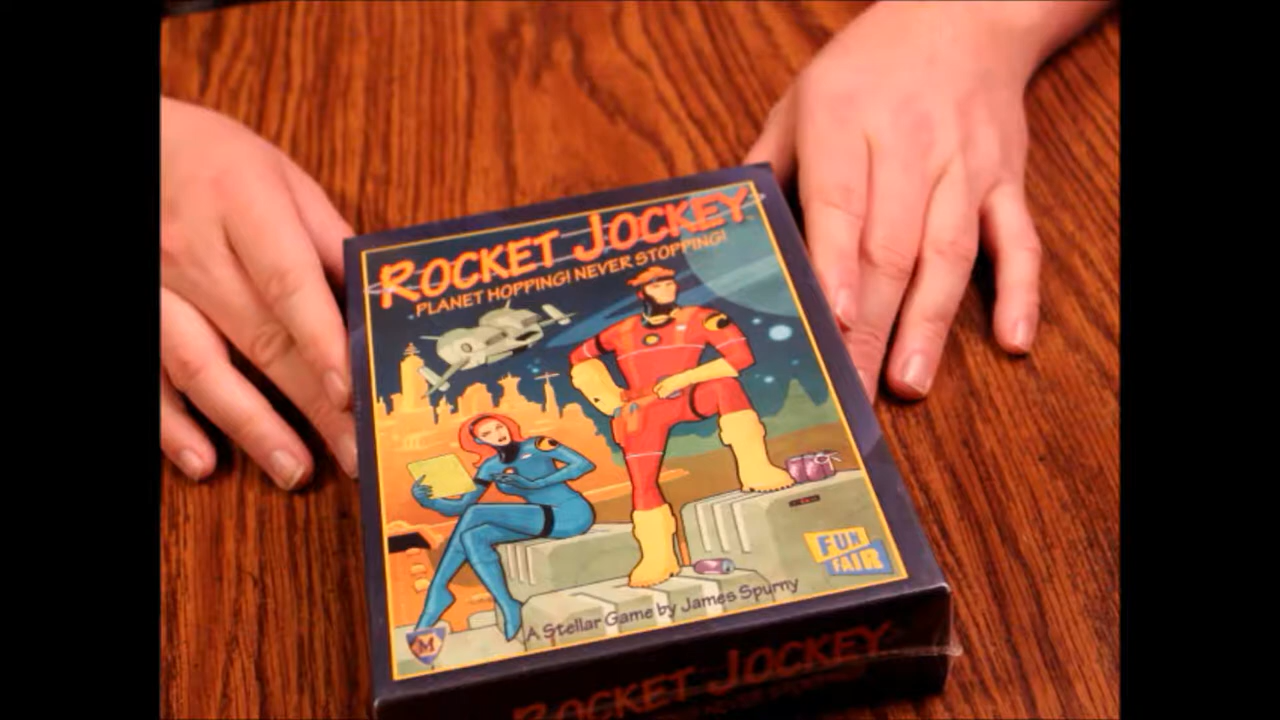 ROCKET JOCKEY
PLANET HOPPING! NEVER STOPPING!
FUN
FAIR
A Stellar Game by James Spurny
M
ROCKET JOCKEY